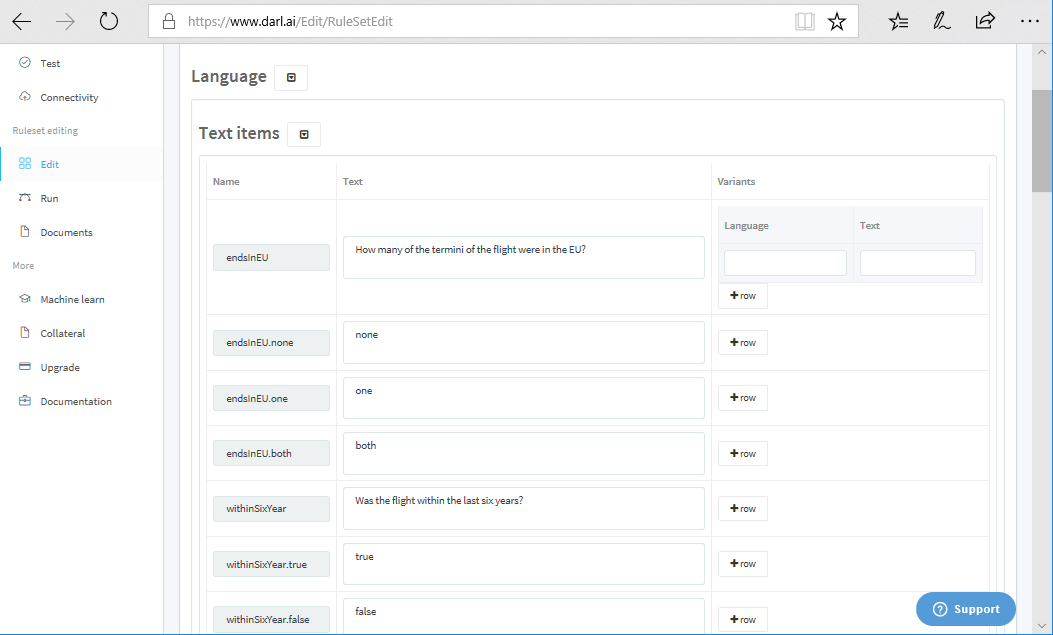 https://www.darl.ai/Edit/RuleSetEdit
Test
Connectivity
Ruleset editing
Edit
Run
Documents
More
Machine learn
Collateral
Upgrade
Documentation
Language
Text items
Name Text Variants
Language Text
endsInEU How many of the termini of the flight were in the EU?
+row
endsInEU.none none +row
endsInEU.one one +row
endsInEU.both both +row
withinSixYear Was the flight within the last six years? +row
withinSixYear.true true +row
withinSixYear.false false +row
Support